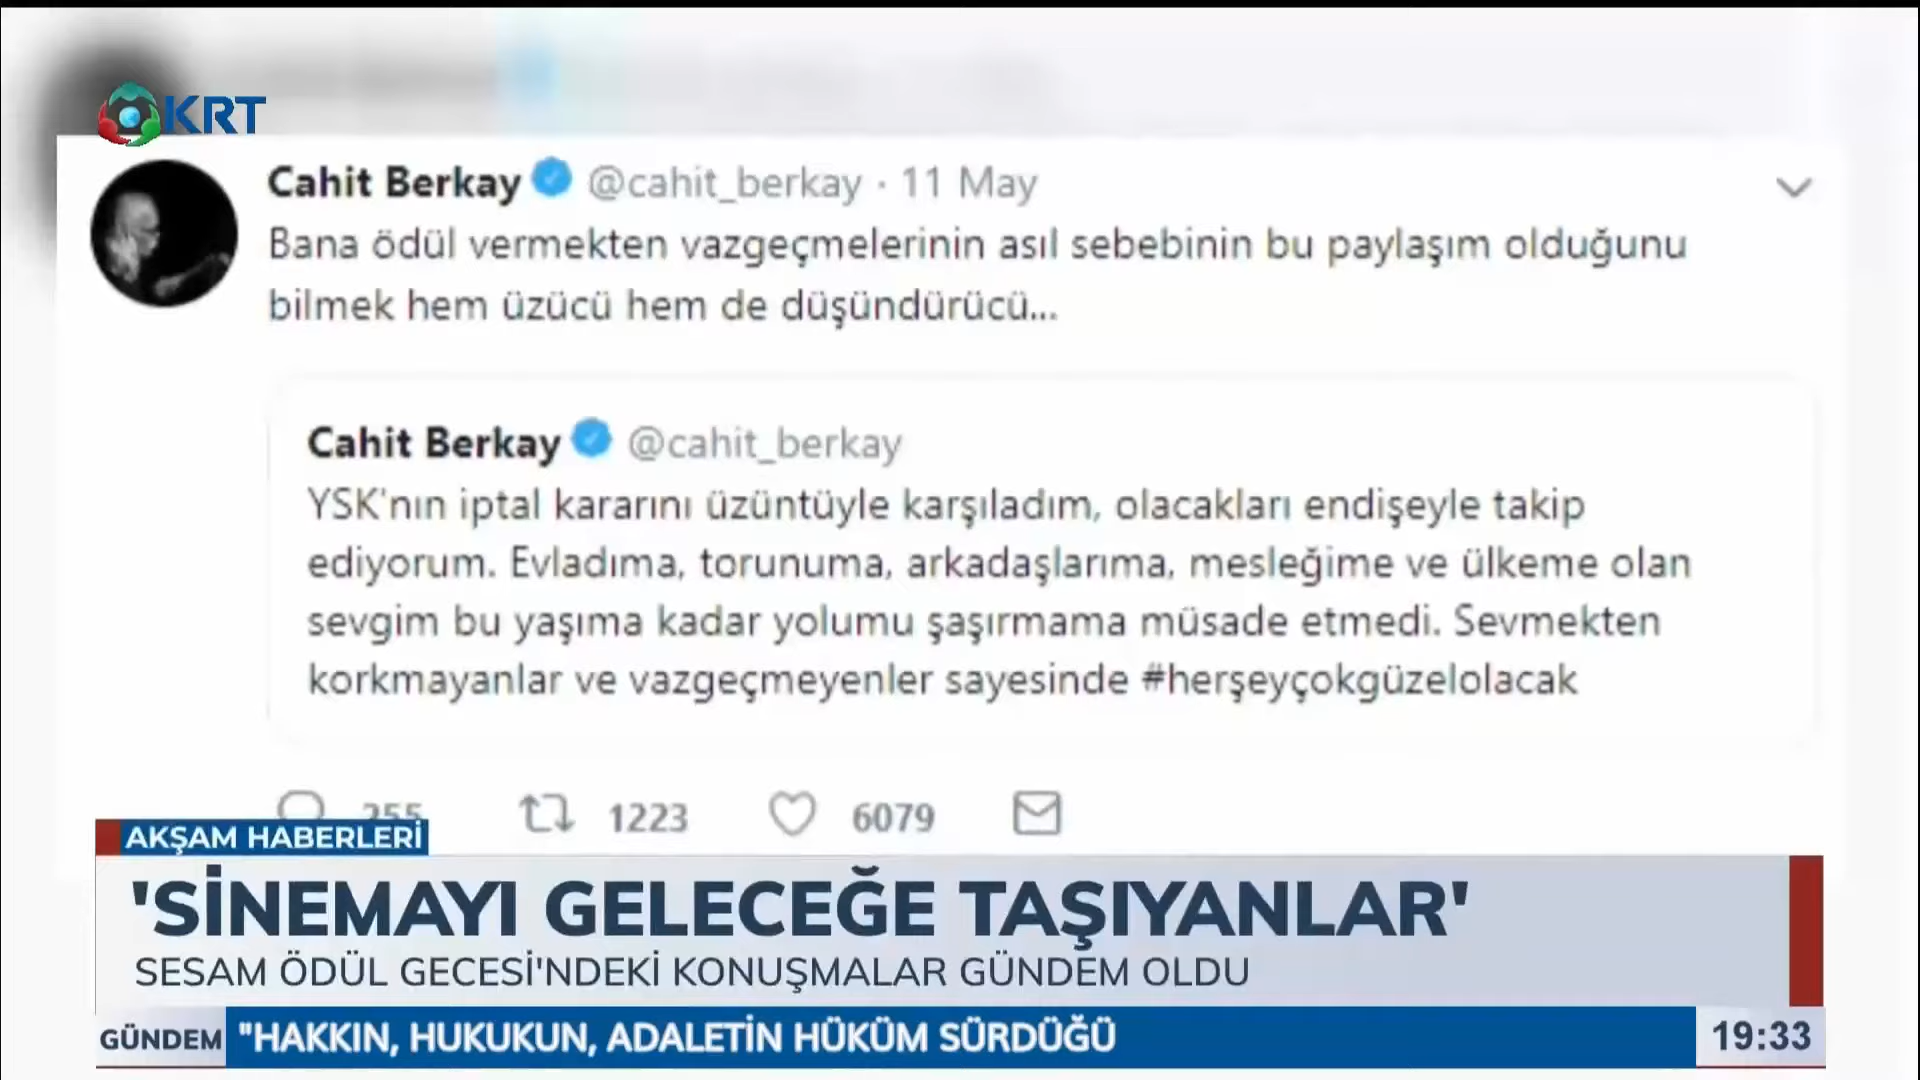 KRT
Cahit Berkay @cahit_berkay · 11 May
Bana ödül vermekten vazgeçmelerinin asıl sebebinin bu paylaşım olduğunu
bilmek hem üzücü hem de düşündürücü...
Cahit Berkay @cahit_berkay
YSK'nın iptal kararını üzüntüyle karşıladım, olacakları endişeyle takip
ediyorum. Evladıma, torunuma, arkadaşlarıma, mesleğime ve ülkeme olan
sevgim bu yaşıma kadar yolumu şaşırmama müsade etmedi. Sevmekten
korkmayanlar ve vazgeçmeyenler sayesinde #herşeyçokgüzelolacak
255 1223 6079
AKŞAM HABERLERİ
'SİNEMAYI GELECEĞE TAŞIYANLAR'
SESAM ÖDÜL GECESİ'NDEKİ KONUŞMALAR GÜNDEM OLDU
GÜNDEM "HAKKIN, HUKUKUN, ADALETİN HÜKÜM SÜRDÜĞÜ 19:33